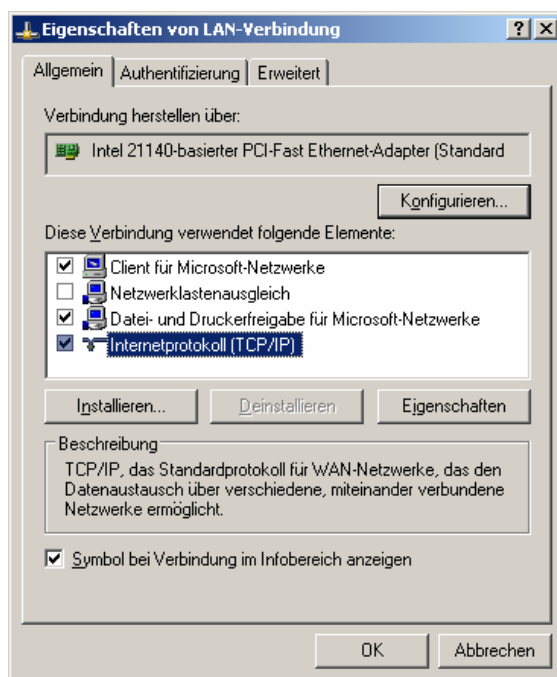 Eigenschaften von LAN-Verbindung
Allgemein
Authentifizierung
Erweitert
Verbindung herstellen über:
Intel 21140-basierter PCI-Fast Ethernet-Adapter (Standard
Konfigurieren...
Diese Verbindung verwendet folgende Elemente:
Client für Microsoft-Netzwerke
Netzwerklastenausgleich
Datei- und Druckerfreigabe für Microsoft-Netzwerke
Internetprotokoll (TCP/IP)
Installieren...
Deinstallieren
Eigenschaften
Beschreibung
TCP/IP, das Standardprotokoll für WAN-Netzwerke, das den
Datenaustausch über verschiedene, miteinander verbundene
Netzwerke ermöglicht.
Symbol bei Verbindung im Infobereich anzeigen
OK
Abbrechen